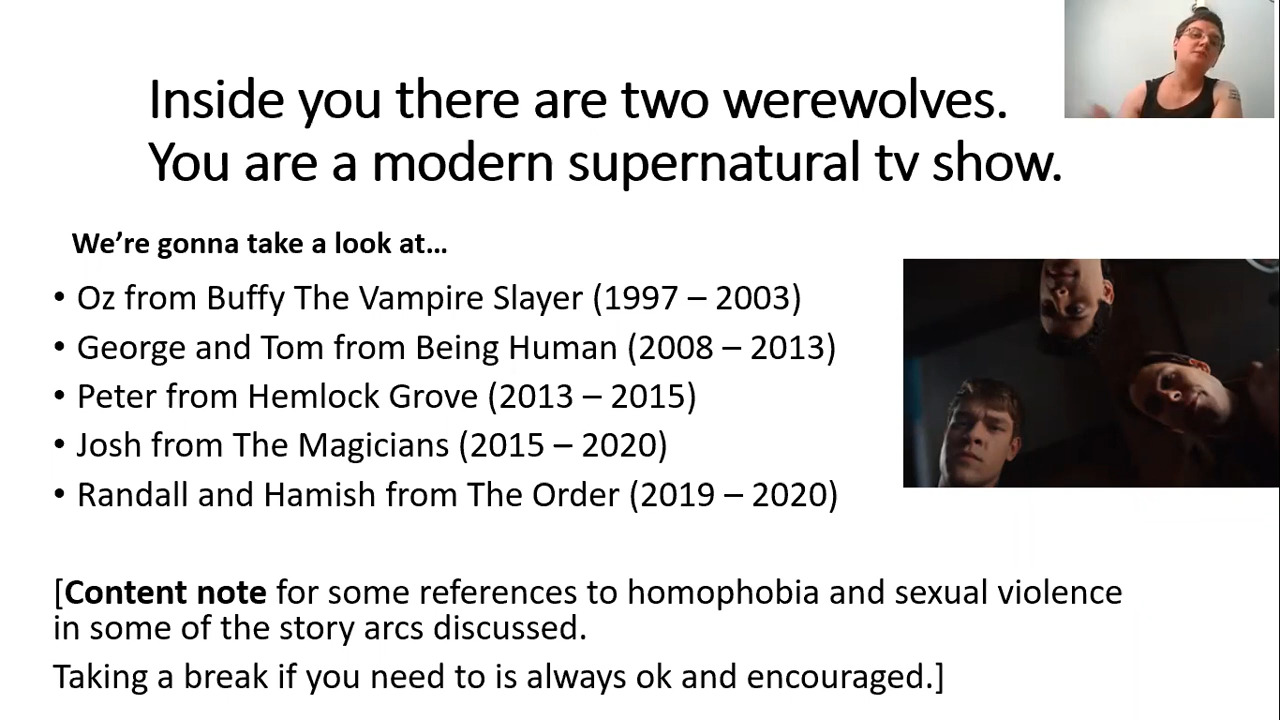 Inside you there are two werewolves.
You are a modern supernatural tv show.
We’re gonna take a look at…
• Oz from Buffy The Vampire Slayer (1997 – 2003)
• George and Tom from Being Human (2008 – 2013)
• Peter from Hemlock Grove (2013 – 2015)
• Josh from The Magicians (2015 – 2020)
• Randall and Hamish from The Order (2019 – 2020)
[Content note for some references to homophobia and sexual violence
in some of the story arcs discussed.
Taking a break if you need to is always ok and encouraged.]